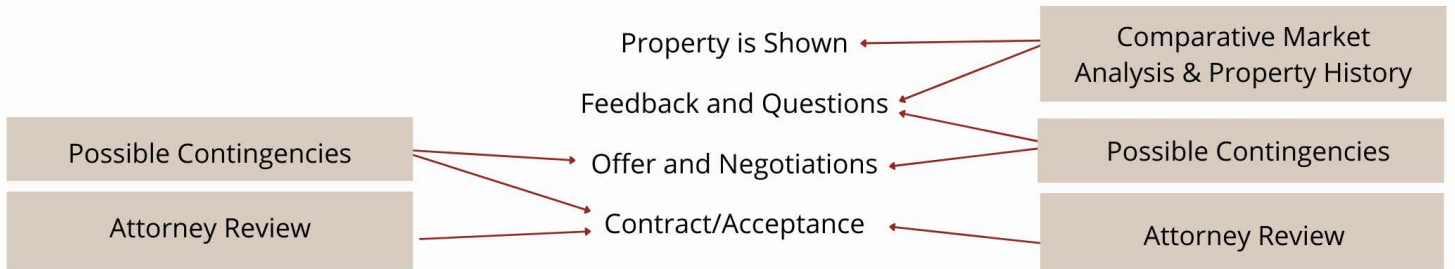 Property is Shown
Comparative Market
Analysis & Property History
Feedback and Questions
Possible Contingencies
Offer and Negotiations
Possible Contingencies
Attorney Review
Contract/Acceptance
Attorney Review